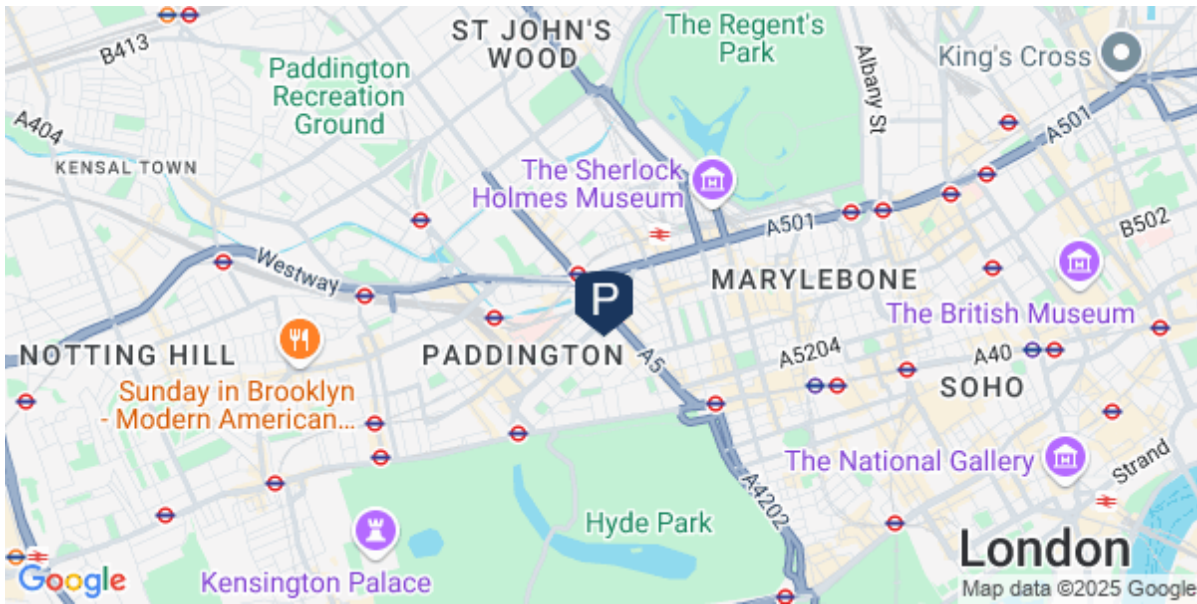 ST JOHN'S
WOOD
The Regent's
Park
B413
Paddington
Recreation
Ground
Albany St
King's Cross
A404
A501
KENSAL TOWN
The Sherlock
Holmes Museum
A501
B502
Westway
MARYLEBONE
The British Museum
P
NOTTING HILL
PADDINGTON
A5
A5204
A40
SOHO
Sunday in Brooklyn
- Modern American...
The National Gallery
Strand
A4202
Hyde Park
Kensington Palace
London
Google
Map data ©2025 Google